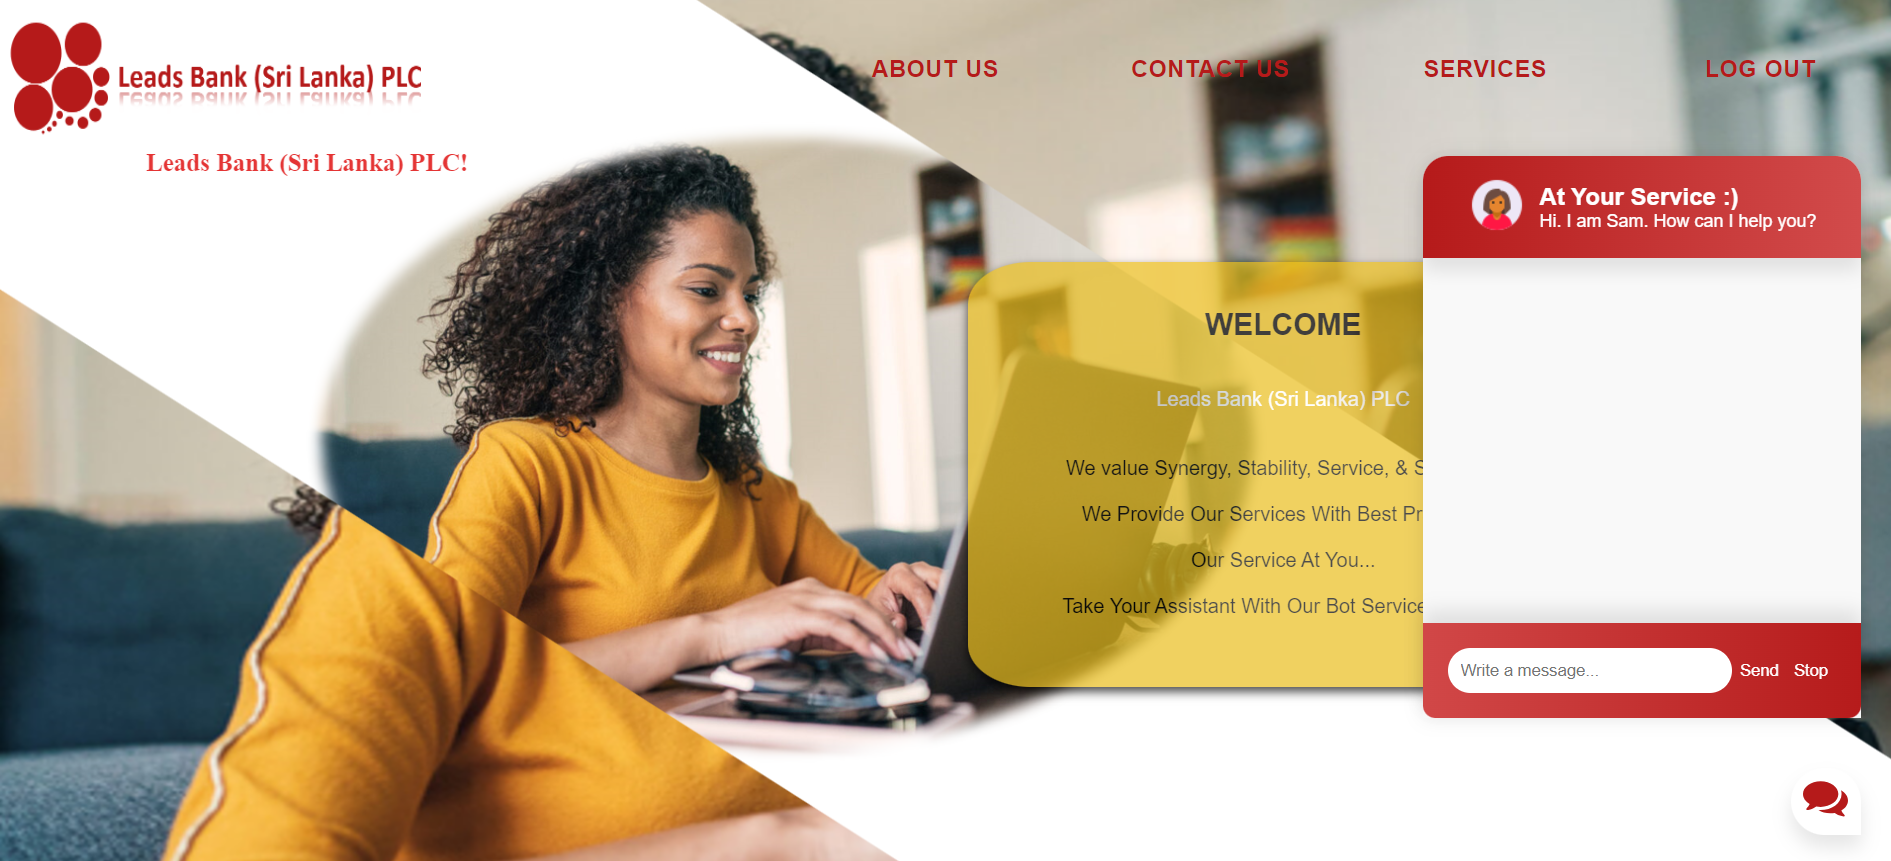 Leads Bank (Sri Lanka) PLC
Leads Bank (Sri Lanka) PLC!
ABOUT US
CONTACT US
SERVICES
LOG OUT
WELCOME
Leads Bank (Sri Lanka) PLC
We value Synergy, Stability, Service, & S
We Provide Our Services With Best Pr
Our Service At You...
Take Your Assistant With Our Bot Service
At Your Service :)
Hi. I am Sam. How can I help you?
Write a message...
Send
Stop